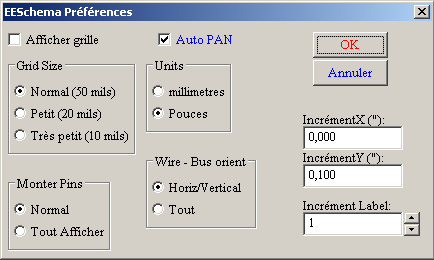 EESchema Préférences
Afficher grille
Auto PAN
OK
Annuler
Grid Size
Normal (50 mils)
Petit (20 mils)
Très petit (10 mils)
Units
millimetres
Pouces
Monter Pins
Normal
Tout Afficher
Wire - Bus orient
Horiz/Vertical
Tout
IncrémentX ("):
0,000
IncrémentY ("):
0,100
Incrément Label:
1